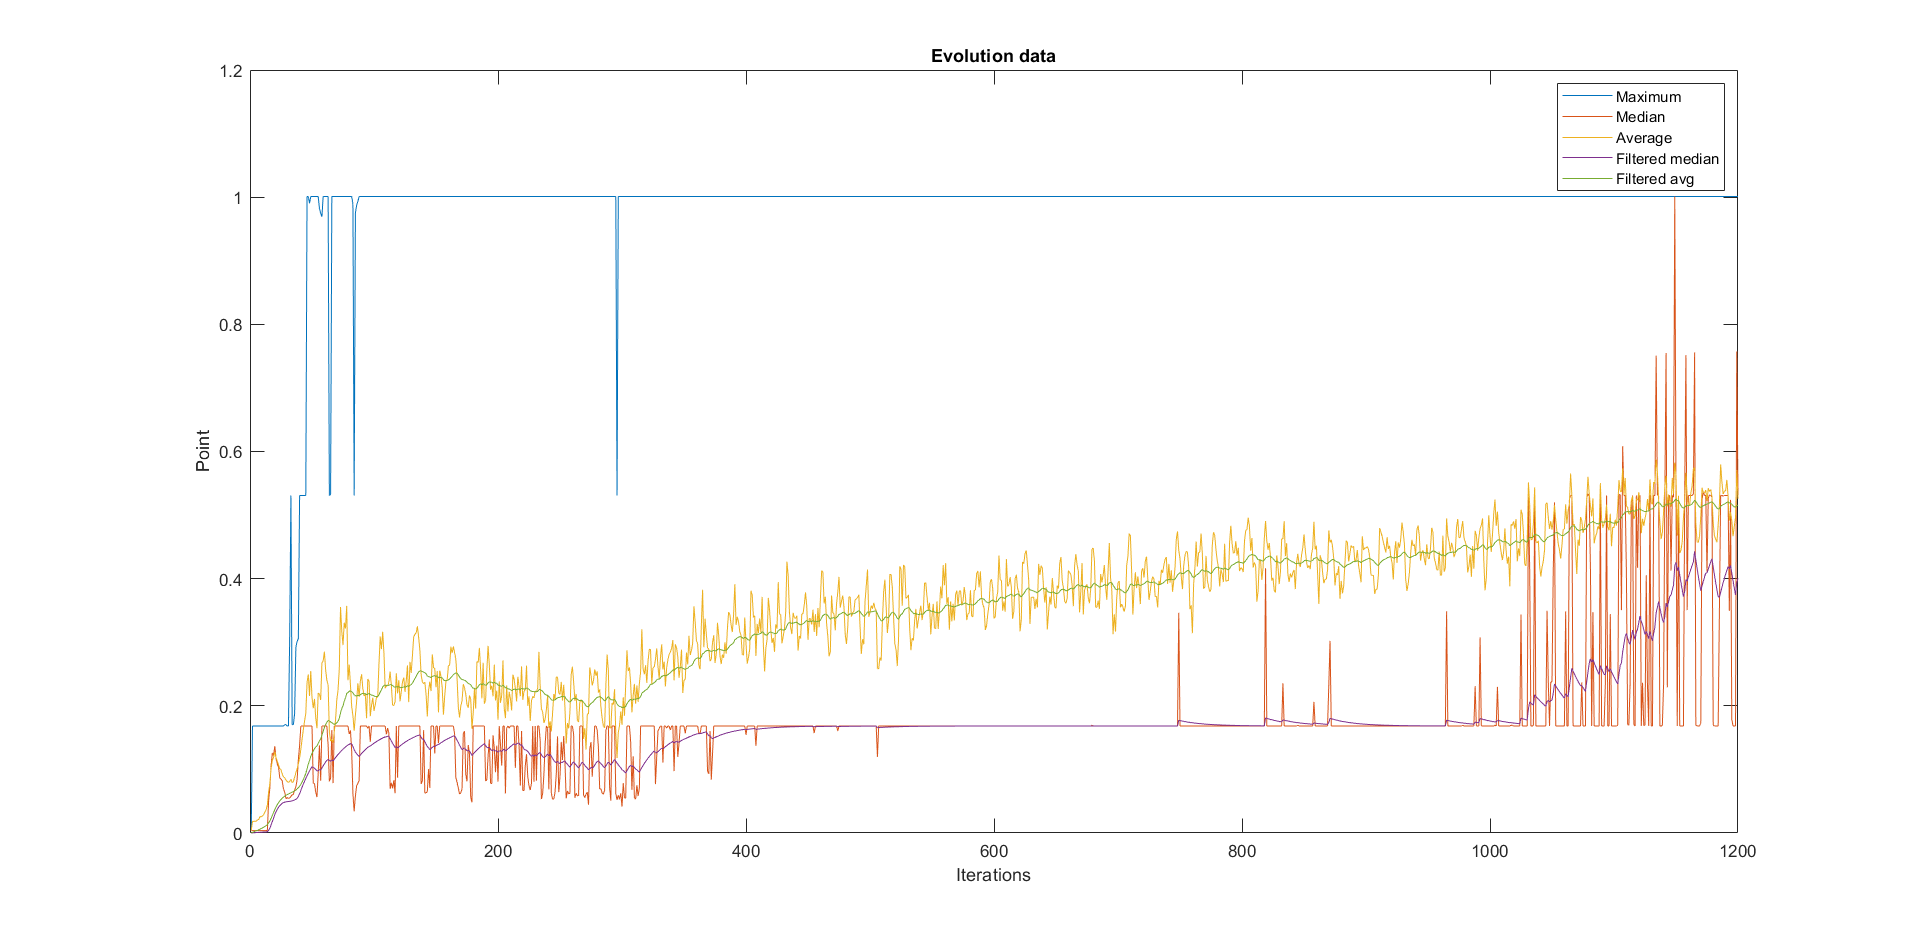 Evolution data
1.2
1
0.8
0.6
0.4
0.2
0
Point
Maximum
Median
Average
Filtered median
Filtered avg
0 200 400 600 800 1000 1200
Iterations